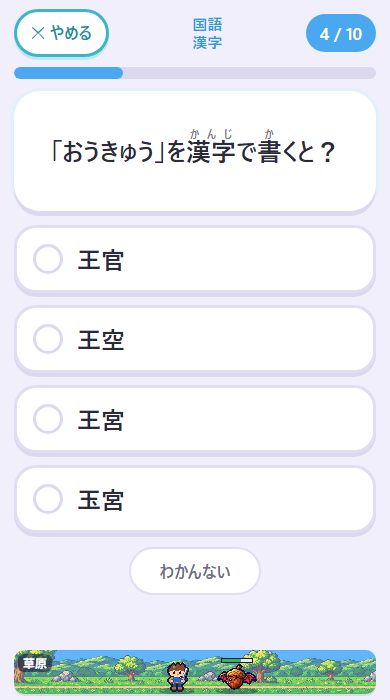 × やめる
国語
漢字
4 / 10
「おうきゅう」を漢字で書くと？
かんじ
か
王官
王空
王宮
玉宮
わかんない
草原